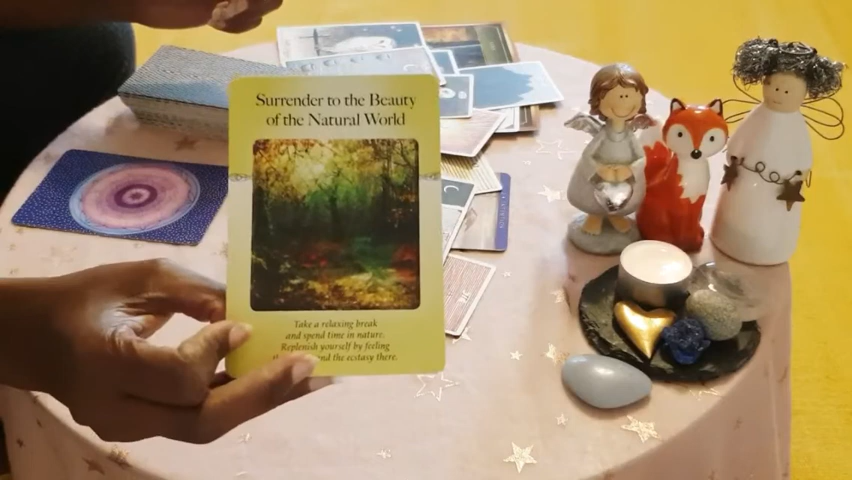 Surrender to the Beauty
of the Natural World
Take a relaxing break
and spend time in nature.
Replenish yourself by feeling
and the ecstasy there.